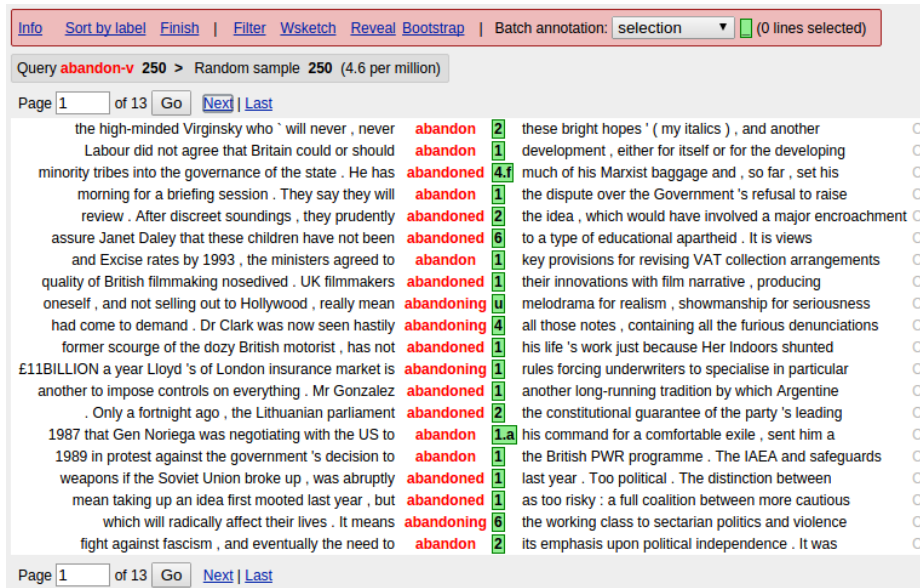 Info Sort by label Finish | Filter Wsketch Reveal Bootstrap | Batch annotation: selection _ (0 lines selected)
Query abandon-v 250 > Random sample 250 (4.6 per million)
Page 1 of 13 Go Next | Last
the high-minded Virginsky who ` will never , never abandon 2 these bright hopes ' ( my italics ) , and another
Labour did not agree that Britain could or should abandon 1 development , either for itself or for the developing
minority tribes into the governance of the state . He has abandoned 4.f much of his Marxist baggage and , so far , set his
morning for a briefing session . They say they will abandon 1 the dispute over the Government 's refusal to raise
review . After discreet soundings , they prudently abandoned 2 the idea , which would have involved a major encroachment
assure Janet Daley that these children have not been abandoned 6 to a type of educational apartheid . It is views
and Excise rates by 1993 , the ministers agreed to abandon 1 key provisions for revising VAT collection arrangements
quality of British filmmaking nosedived . UK filmmakers abandoned 1 their innovations with film narrative , producing
oneself , and not selling out to Hollywood , really mean abandoning u melodrama for realism , showmanship for seriousness
had come to demand . Dr Clark was now seen hastily abandoning 4 all those notes , containing all the furious denunciations
former scourge of the dozy British motorist , has not abandoned 1 his life 's work just because Her Indoors shunted
£11BILLION a year Lloyd 's of London insurance market is abandoning 1 rules forcing underwriters to specialise in particular
another to impose controls on everything . Mr Gonzalez abandoned 1 another long-running tradition by which Argentine
. Only a fortnight ago , the Lithuanian parliament abandoned 2 the constitutional guarantee of the party 's leading
1987 that Gen Noriega was negotiating with the US to abandon 1.a his command for a comfortable exile , sent him a
1989 in protest against the government 's decision to abandon 1 the British PWR programme . The IAEA and safeguards
weapons if the Soviet Union broke up , was abruptly abandoned 1 last year . Too political . The distinction between
mean taking up an idea first mooted last year , but abandoned 1 as too risky : a full coalition between more cautious
which will radically affect their lives . It means abandoning 6 the working class to sectarian politics and violence
fight against fascism , and eventually the need to abandon 2 its emphasis upon political independence . It was
Page 1 of 13 Go Next | Last